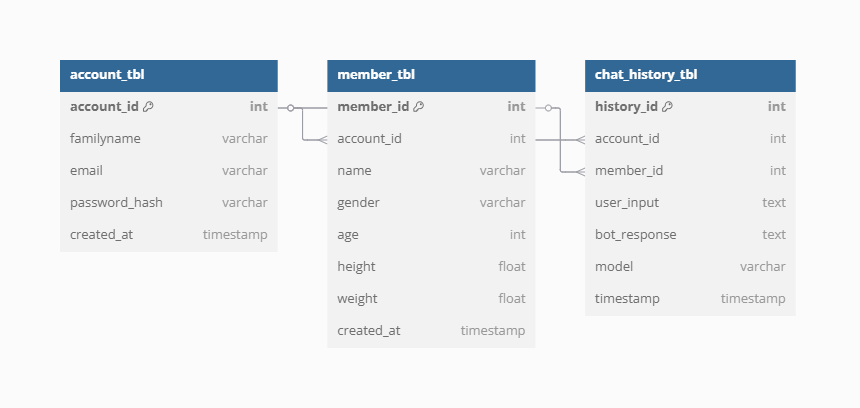 account_tbl
account_id int
familyname varchar
email varchar
password_hash varchar
created_at timestamp
member_tbl
member_id int
account_id int
name varchar
gender varchar
age int
height float
weight float
created_at timestamp
chat_history_tbl
history_id int
account_id int
member_id int
user_input text
bot_response text
model varchar
timestamp timestamp